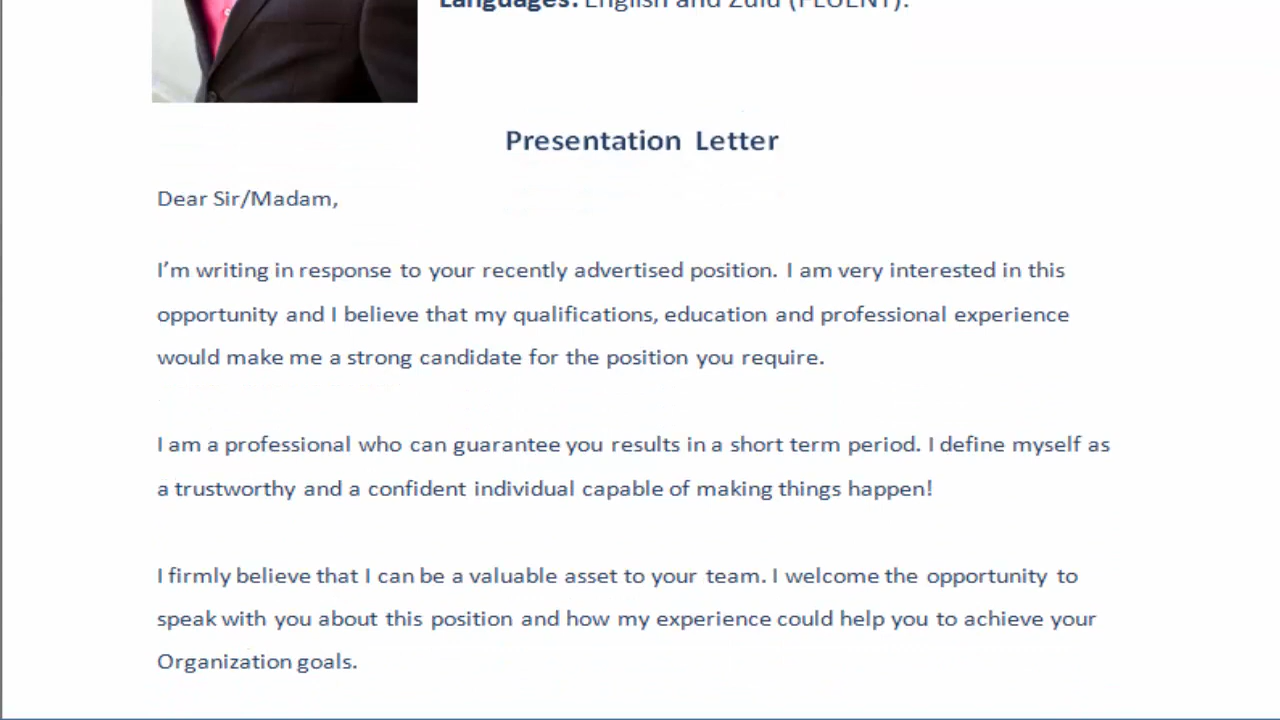 Languages: English and Zulu (FLUENT).
Presentation Letter
Dear Sir/Madam,
I'm writing in response to your recently advertised position. I am very interested in this
opportunity and I believe that my qualifications, education and professional experience
would make me a strong candidate for the position you require.
I am a professional who can guarantee you results in a short term period. I define myself as
a trustworthy and a confident individual capable of making things happen!
I firmly believe that I can be a valuable asset to your team. I welcome the opportunity to
speak with you about this position and how my experience could help you to achieve your
Organization goals.